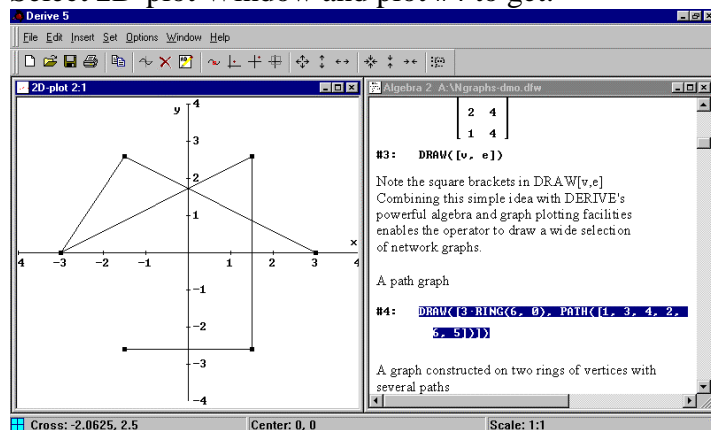 Select 2D-plot Window and plot #4 to get:
Derive 5
File Edit Insert Set Options Window Help
2D-plot 2:1
Algebra 2 A:\Ngraphs-dmo.dfw
y
4
3
2
1
x
4 -3 -2 -1 1 2 3 4
-1
-2
-3
-4
2 4
1 4
#3: DRAW([v, e])
Note the square brackets in DRAW[v,e]
Combining this simple idea with DERIVE's
powerful algebra and graph plotting facilities
enables the operator to draw a wide selection
of network graphs.
A path graph
#4: DRAW([3·RING(6, 0), PATH([1, 3, 4, 2,
6, 5])])
A graph constructed on two rings of vertices with
several paths
Cross: -2.0625, 2.5 Center: 0, 0 Scale: 1:1